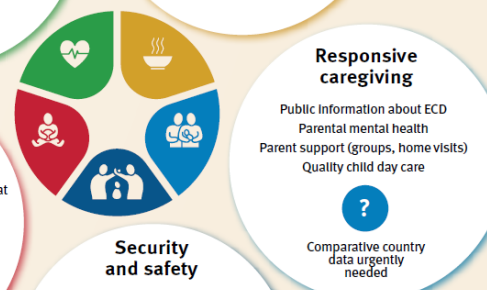 Responsive
caregiving
Public information about ECD
Parental mental health
Parent support (groups, home visits)
Quality child day care
?
Comparative country
data urgently
needed
Security
and safety